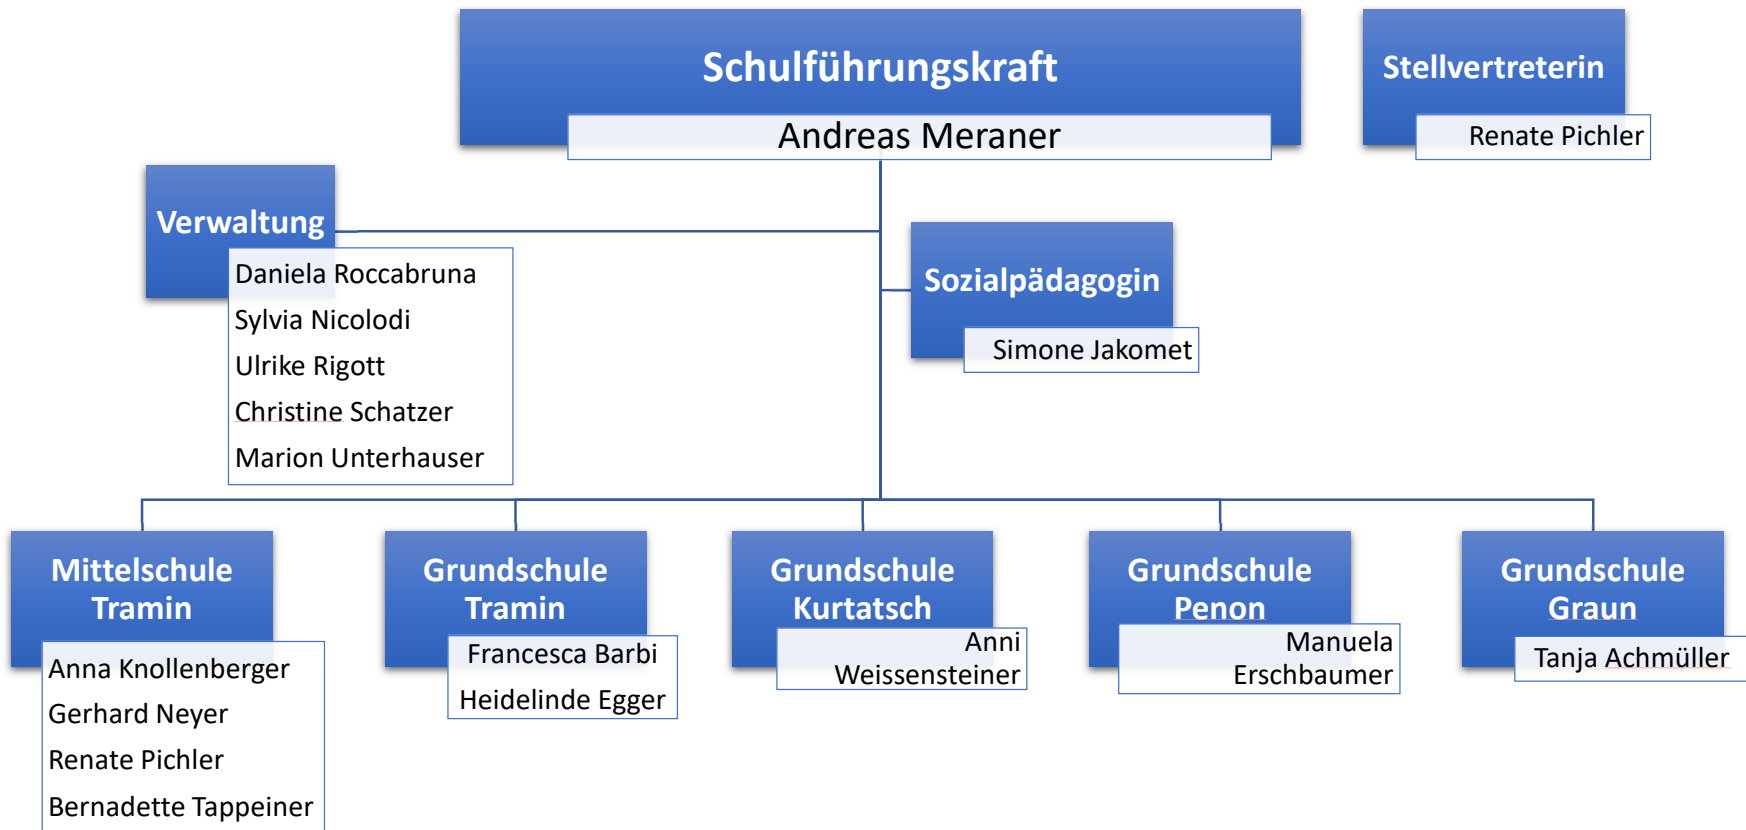 Schulführungskraft
Andreas Meraner
Stellvertreterin
Renate Pichler
Verwaltung
Daniela Roccabruna
Sylvia Nicolodi
Ulrike Rigott
Christine Schatzer
Marion Unterhauser
Sozialpädagogin
Simone Jakomet
Mittelschule
Tramin
Anna Knollenberger
Gerhard Neyer
Renate Pichler
Bernadette Tappeiner
Grundschule
Tramin
Francesca Barbi
Heidelinde Egger
Grundschule
Kurtatsch
Anni
Weissensteiner
Grundschule
Penon
Manuela
Erschbaumer
Grundschule
Graun
Tanja Achmüller